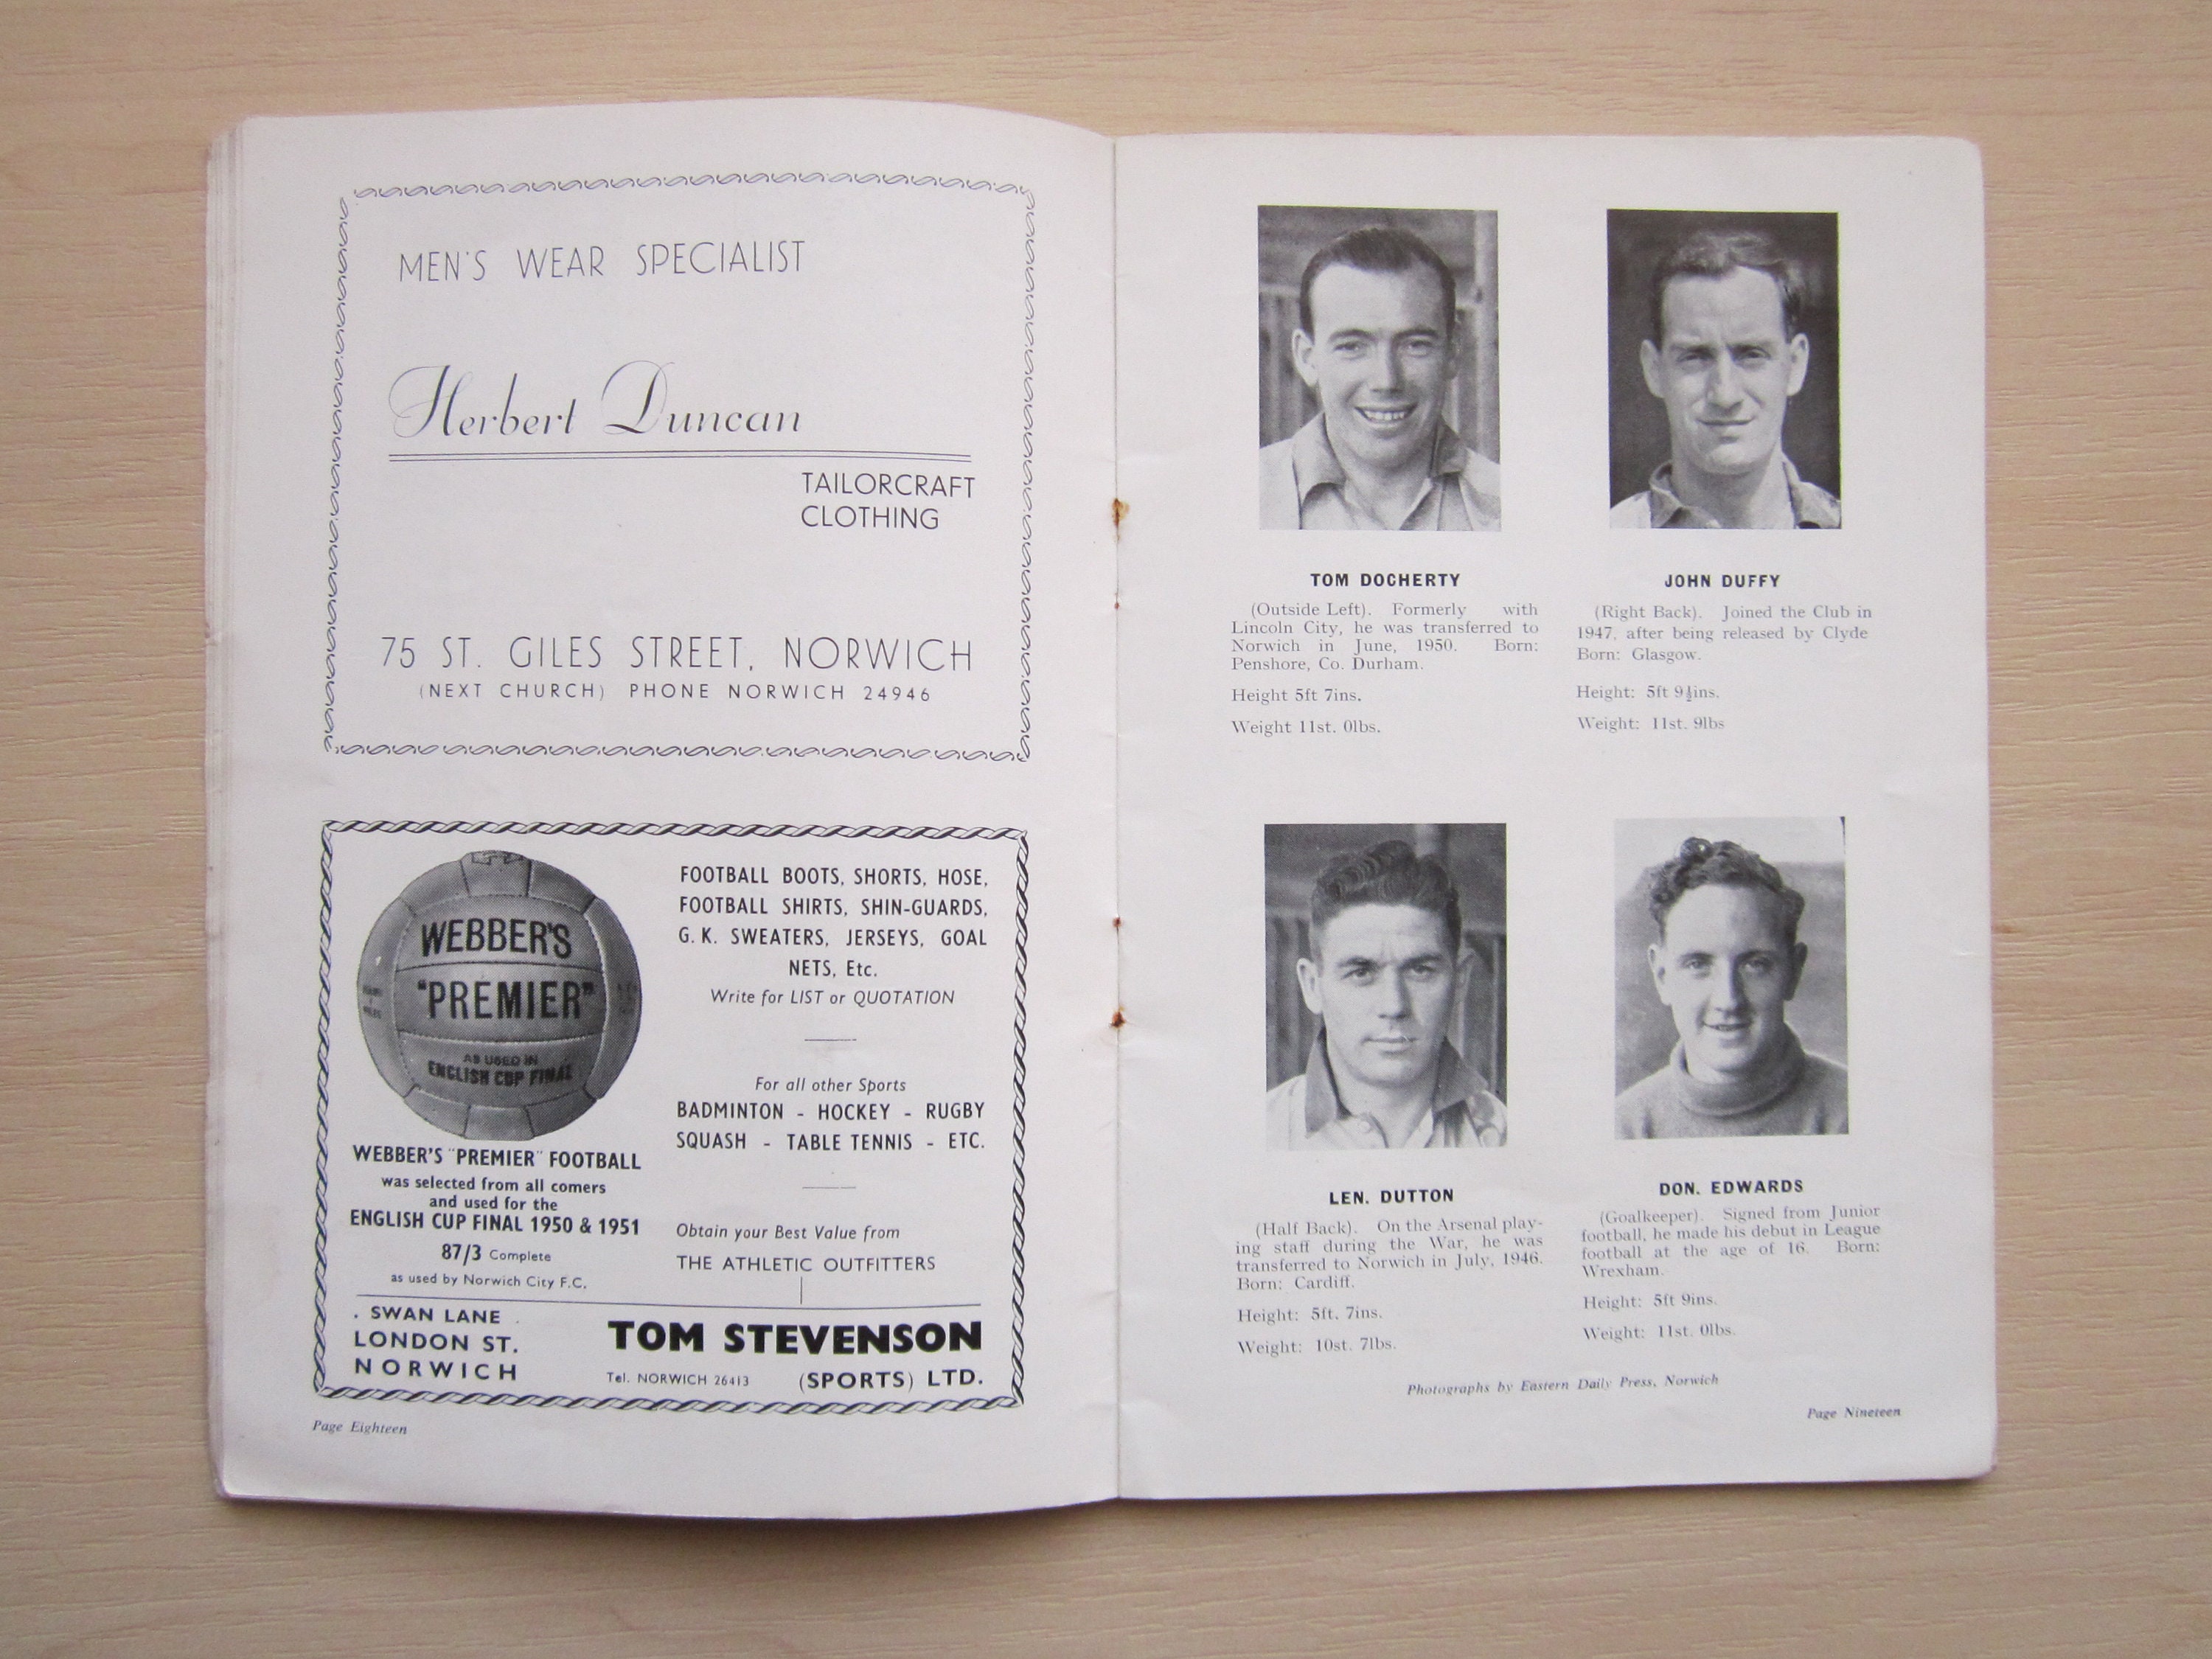 MEN'S WEAR SPECIALIST
Herbert Duncan
TAILORCRAFT
CLOTHING
75 ST. GILES STREET, NORWICH
(NEXT CHURCH) PHONE NORWICH 24946
WEBBER'S
"PREMIER"
AS USED IN
ENGLISH CUP FINAL
WEBBER'S "PREMIER" FOOTBALL
was selected from all comers
and used for the
ENGLISH CUP FINAL 1950 & 1951
87/3 Complete
as used by Norwich City F.C.
FOOTBALL BOOTS, SHORTS, HOSE,
FOOTBALL SHIRTS, SHIN-GUARDS,
G. K. SWEATERS, JERSEYS, GOAL
NETS, Etc.
Write for LIST or QUOTATION
For all other Sports
BADMINTON - HOCKEY - RUGBY
SQUASH - TABLE TENNIS - ETC.
Obtain your Best Value from
THE ATHLETIC OUTFITTERS
. SWAN LANE .
LONDON ST.
NORWICH
TOM STEVENSON
Tel. NORWICH 26413 (SPORTS) LTD.
Page Eighteen
TOM DOCHERTY
(Outside Left). Formerly with
Lincoln City, he was transferred to
Norwich in June, 1950. Born:
Penshore, Co. Durham.
Height 5ft 7ins.
Weight 11st. 0lbs.
JOHN DUFFY
(Right Back). Joined the Club in
1947, after being released by Clyde
Born: Glasgow.
Height: 5ft 9½ins.
Weight: 11st. 9lbs
LEN. DUTTON
(Half Back). On the Arsenal play-
ing staff during the War, he was
transferred to Norwich in July, 1946.
Born: Cardiff.
Height: 5ft. 7ins.
Weight: 10st. 7lbs.
DON. EDWARDS
(Goalkeeper). Signed from Junior
football, he made his debut in League
football at the age of 16. Born:
Wrexham.
Height: 5ft 9ins.
Weight: 11st. 0lbs.
Photographs by Eastern Daily Press, Norwich
Page Nineteen